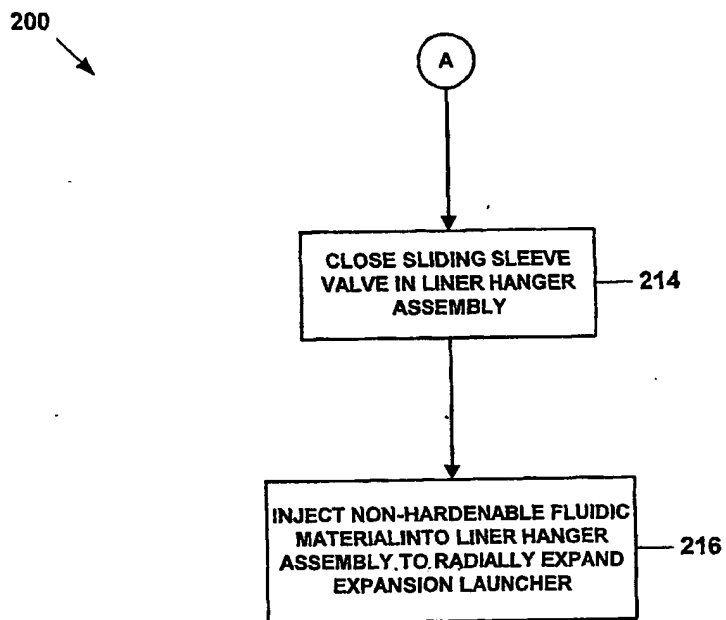 200
A
CLOSE SLIDING SLEEVE
VALVE IN LINER HANGER
ASSEMBLY
214
INJECT NON-HARDENABLE FLUIDIC
MATERIALINTO LINER HANGER
ASSEMBLY TO RADIALLY EXPAND
EXPANSION LAUNCHER
216